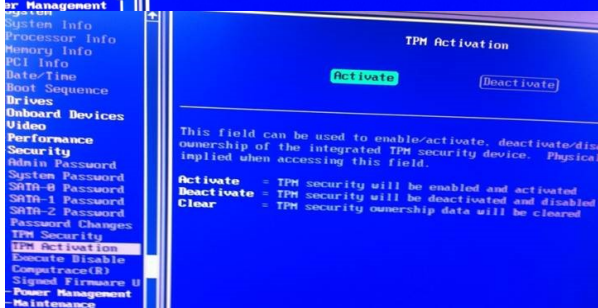 er Management
System
System Info
Processor Info
Memory Info
PCI Info
Date/Time
Boot Sequence
Drives
Onboard Devices
Video
Performance
Security
Admin Password
System Password
SATA-0 Password
SATA-1 Password
SATA-2 Password
Password Changes
TPM Security
TPM Activation
Execute Disable
Computrace(R)
Signed Firmware U
-Power Management
-Maintenance
TPM Activation
Activate
Deactivate
This field can be used to enable/activate, deactivate/dis
ownership of the integrated TPM security device. Physica
implied when accessing this field.
Activate = TPM security will be enabled and activated
Deactivate = TPM security will be deactivated and disabled
Clear = TPM security ownership data will be cleared